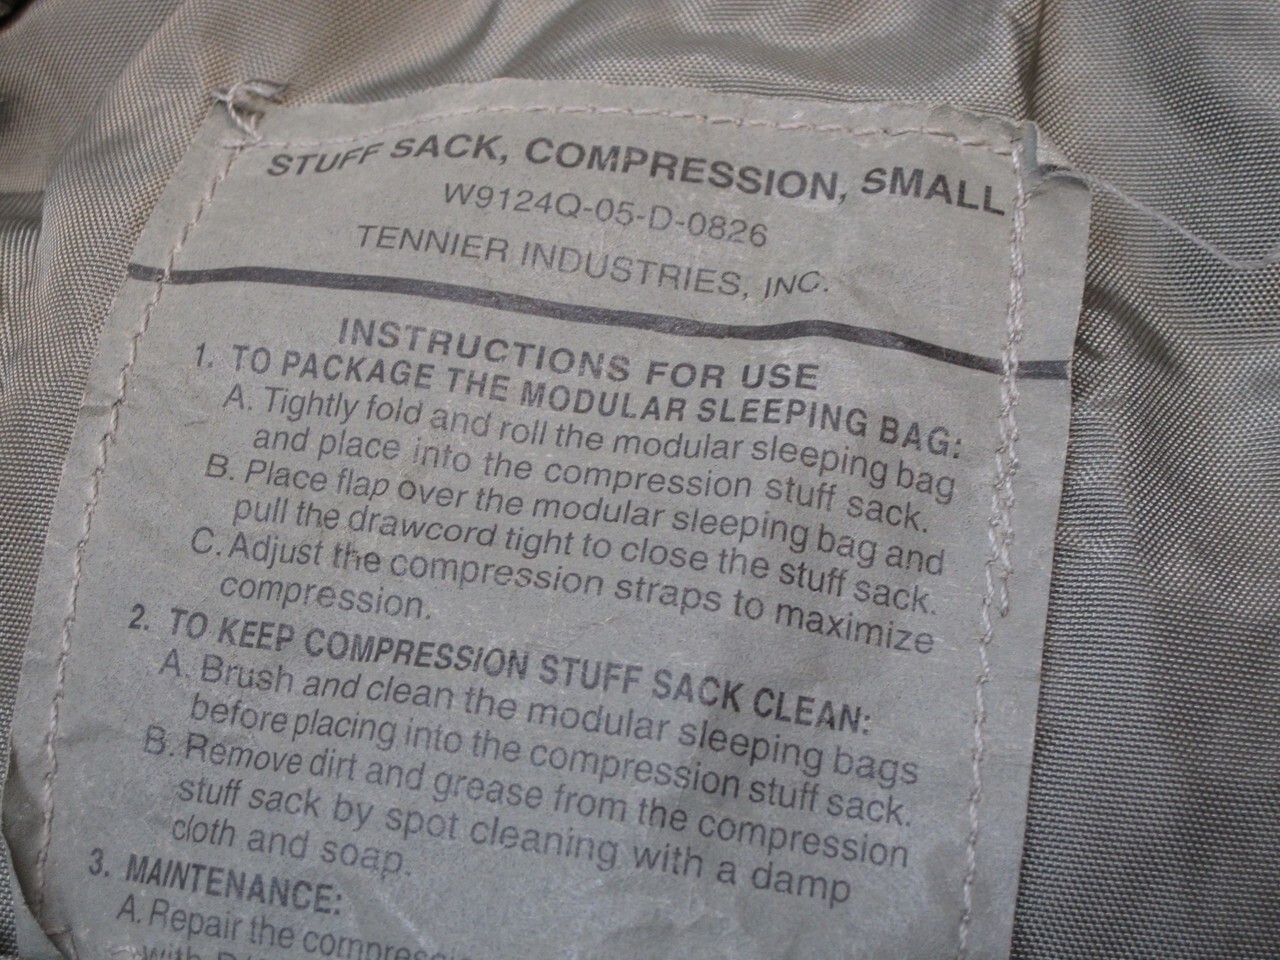 STUFF SACK, COMPRESSION, SMALL
W9124Q-05-D-0826
TENNIER INDUSTRIES, INC.
INSTRUCTIONS FOR USE
1. TO PACKAGE THE MODULAR SLEEPING BAG:
A. Tightly fold and roll the modular sleeping bag
and place into the compression stuff sack.
B. Place flap over the modular sleeping bag and
pull the drawcord tight to close the stuff sack.
C. Adjust the compression straps to maximize
compression.
2. TO KEEP COMPRESSION STUFF SACK CLEAN:
A. Brush and clean the modular sleeping bags
before placing into the compression stuff sack.
B. Remove dirt and grease from the compression
stuff sack by spot cleaning with a damp
cloth and soap.
3. MAINTENANCE:
A. Repair the
with